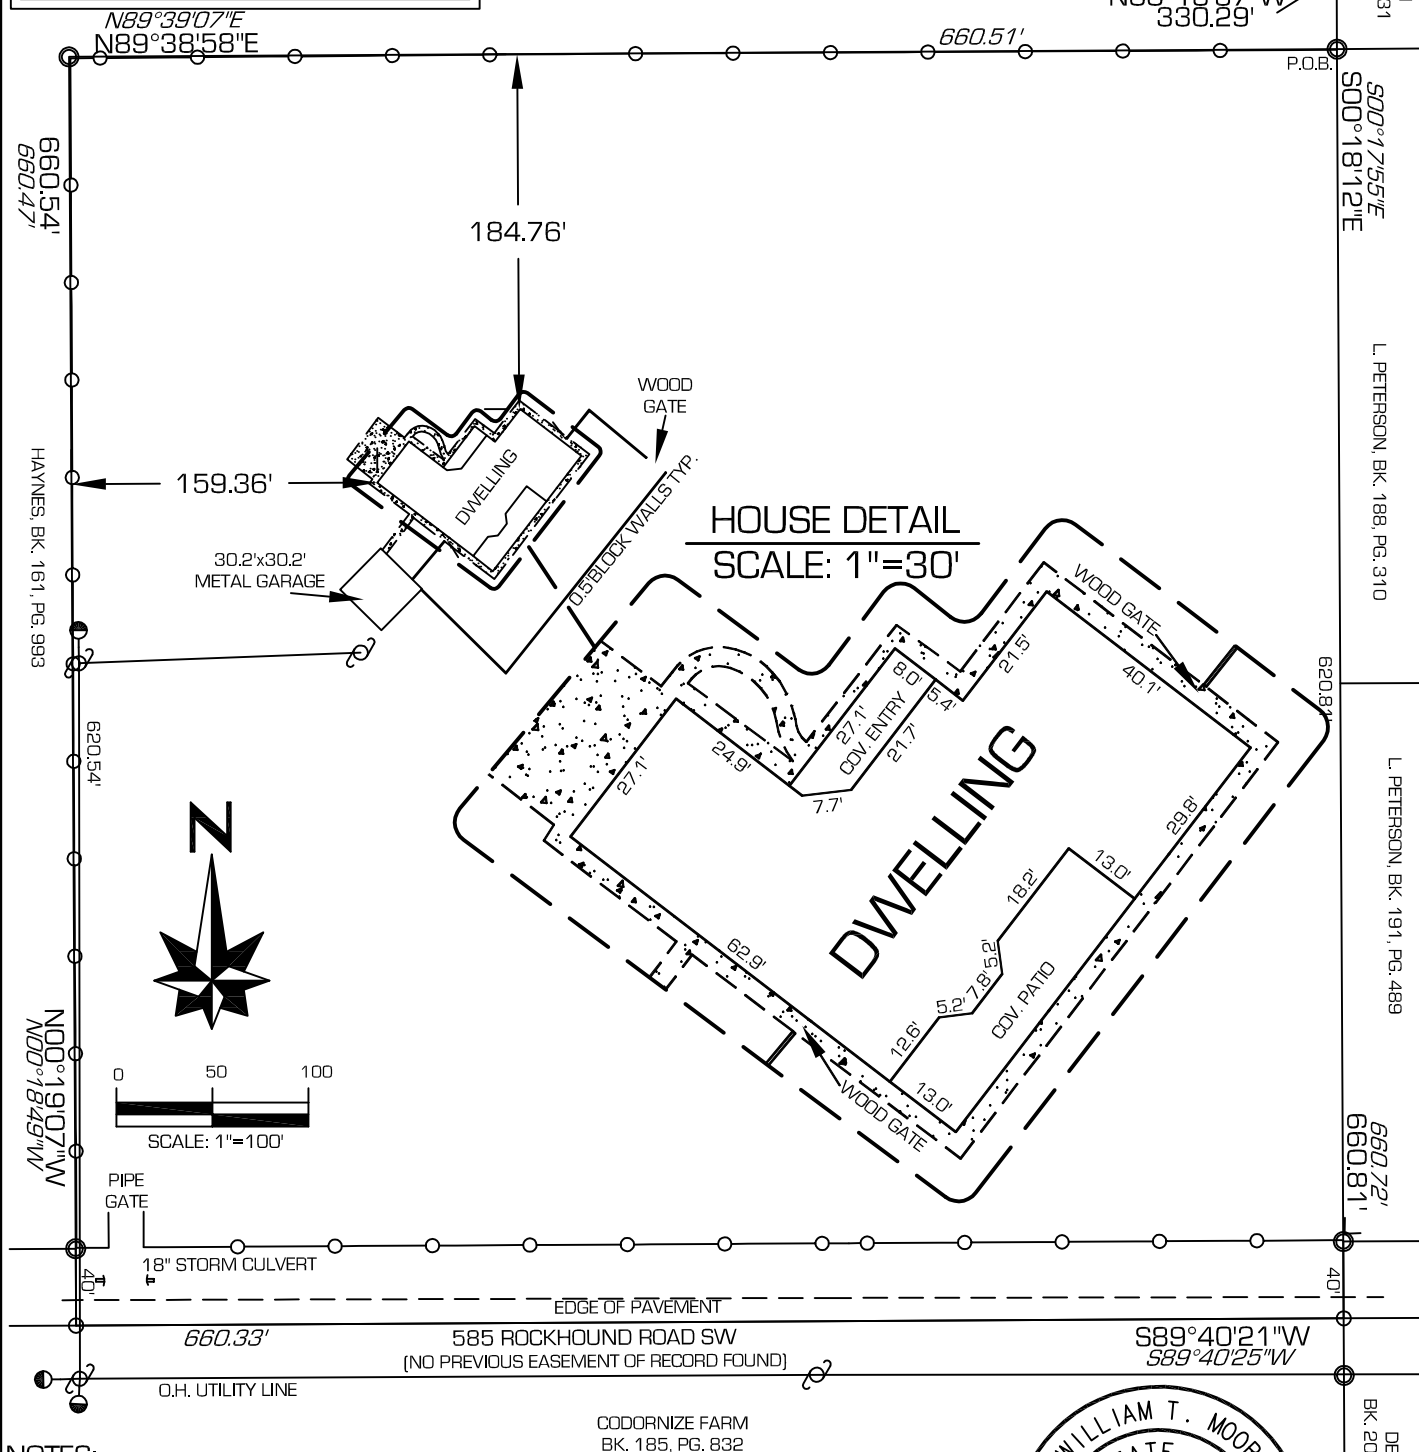 N89°39'07"E
N89°38'58"E
660.51'
330.29'
31
P.O.B.
S00°17'55"E
S00°18'12"E
660.54'
660.47'
184.76'
WOOD
GATE
DWELLING
159.36'
0.5'BLOCK WALLS TYP.
30.2'x30.2'
METAL GARAGE
HAYNES, BK. 161, PG. 993
L. PETERSON, BK. 188, PG. 310
HOUSE DETAIL
SCALE: 1"=30'
WOOD GATE
21.5'
40.1'
8.0'
5.4'
27.1'
COV. ENTRY
21.7'
24.9'
27.1'
7.7'
620.81'
620.54'
DWELLING
29.8'
13.0'
18.2'
5.2'
7.8'
5.2'
COV. PATIO
62.9'
12.6'
13.0'
WOOD GATE
L. PETERSON, BK. 191, PG. 489
N
N00°19'07"W
N00°18'49"W
0 50 100
SCALE: 1"=100'
660.72'
660.81'
PIPE
GATE
18" STORM CULVERT
40'
40'
EDGE OF PAVEMENT
660.33'
585 ROCKHOUND ROAD SW
S89°40'21"W
S89°40'25"W
(NO PREVIOUS EASEMENT OF RECORD FOUND)
O.H. UTILITY LINE
CODORNIZE FARM
BK. 185, PG. 832
WILLIAM T. MOOR
BK. 20
DE
NOTES: